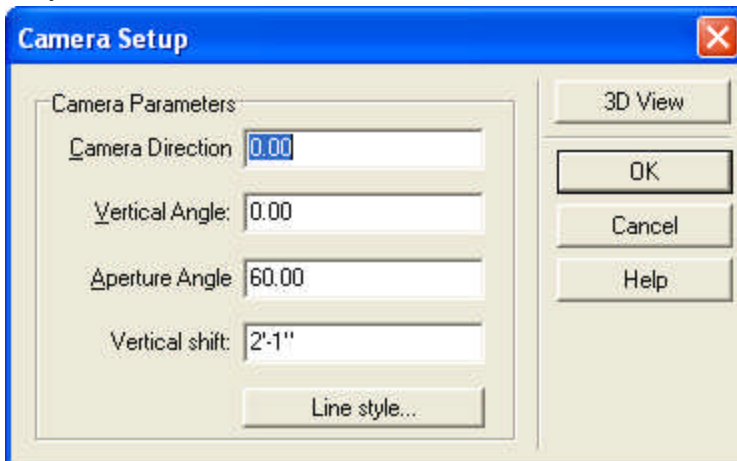 Camera Setup
Camera Parameters
Camera Direction 0.00
Vertical Angle: 0.00
Aperture Angle 60.00
Vertical shift: 2'-1"
Line style...
3D View
OK
Cancel
Help